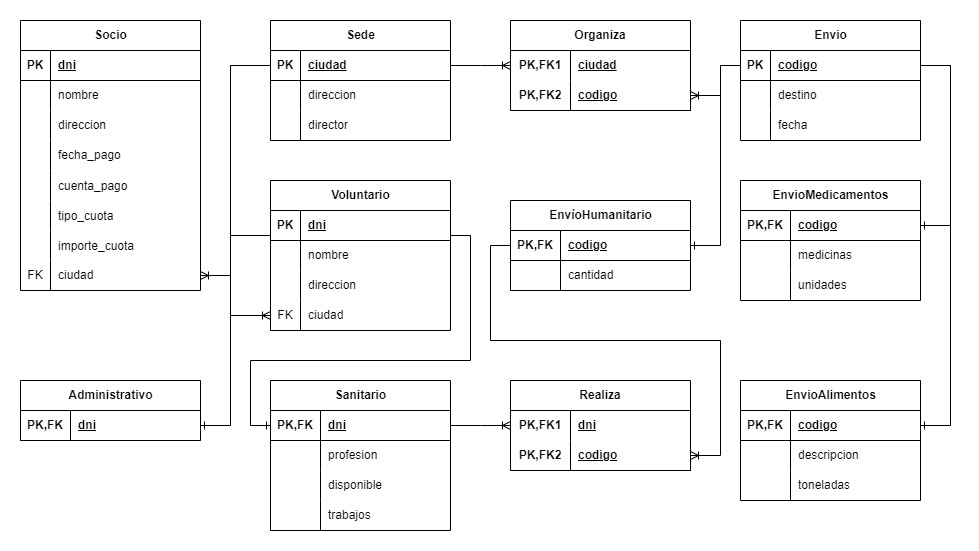 Socio
PK dni
nombre
direccion
fecha_pago
cuenta_pago
tipo_cuota
importe_cuota
FK ciudad
Sede
PK ciudad
direccion
director
Organiza
PK,FK1 ciudad
PK,FK2 codigo
Envio
PK codigo
destino
fecha
Voluntario
PK dni
nombre
direccion
FK ciudad
EnvíoHumanitario
PK,FK codigo
cantidad
EnvioMedicamentos
PK,FK codigo
medicinas
unidades
Administrativo
PK,FK dni
Sanitario
PK,FK dni
profesion
disponible
trabajos
Realiza
PK,FK1 dni
PK,FK2 codigo
EnvioAlimentos
PK,FK codigo
descripcion
toneladas